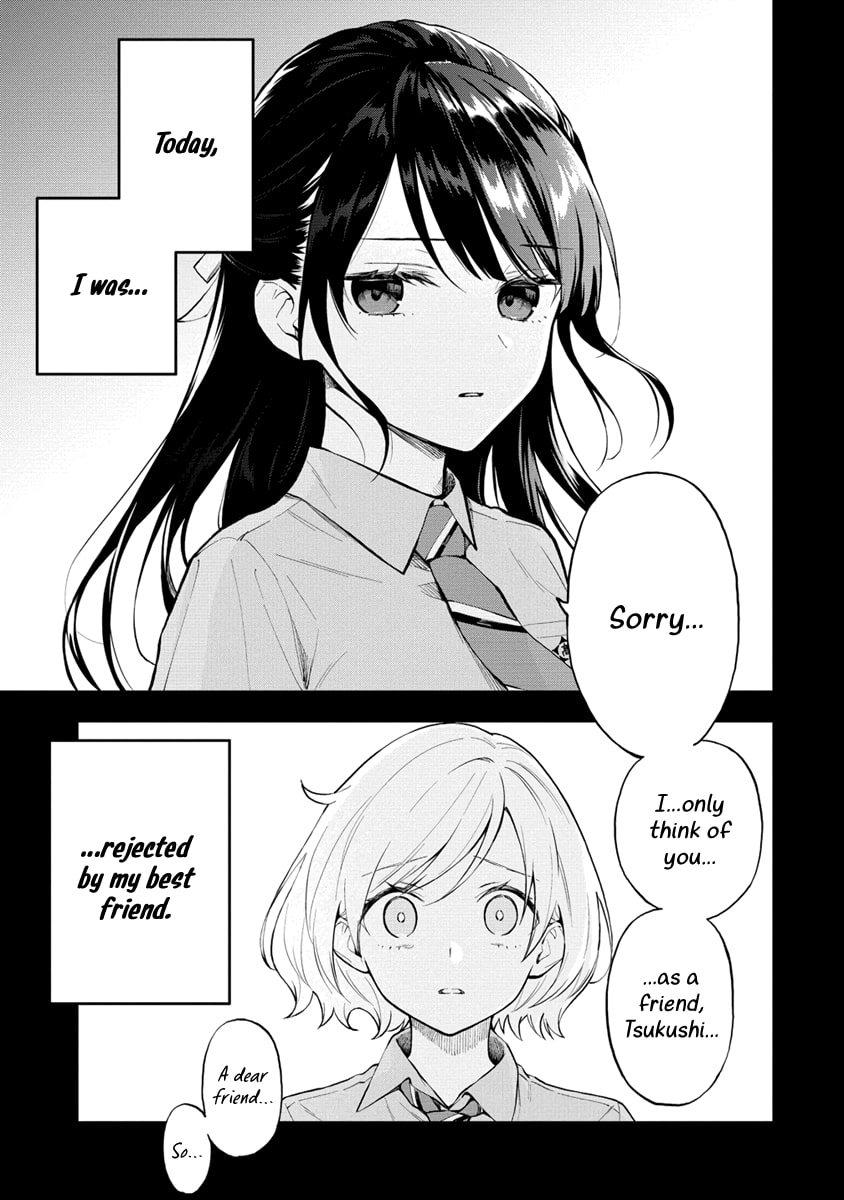 Today,
I was...
Sorry...
I...only
think of
you...
...as a
friend,
Tsukushi...
...rejected
by my best
friend.
A dear
friend...
So...